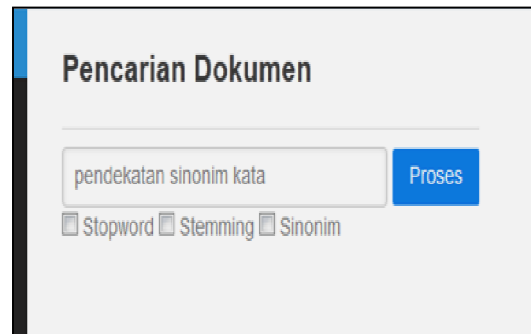 Pencarian Dokumen
pendekatan sinonim kata Proses
Stopword Stemming Sinonim